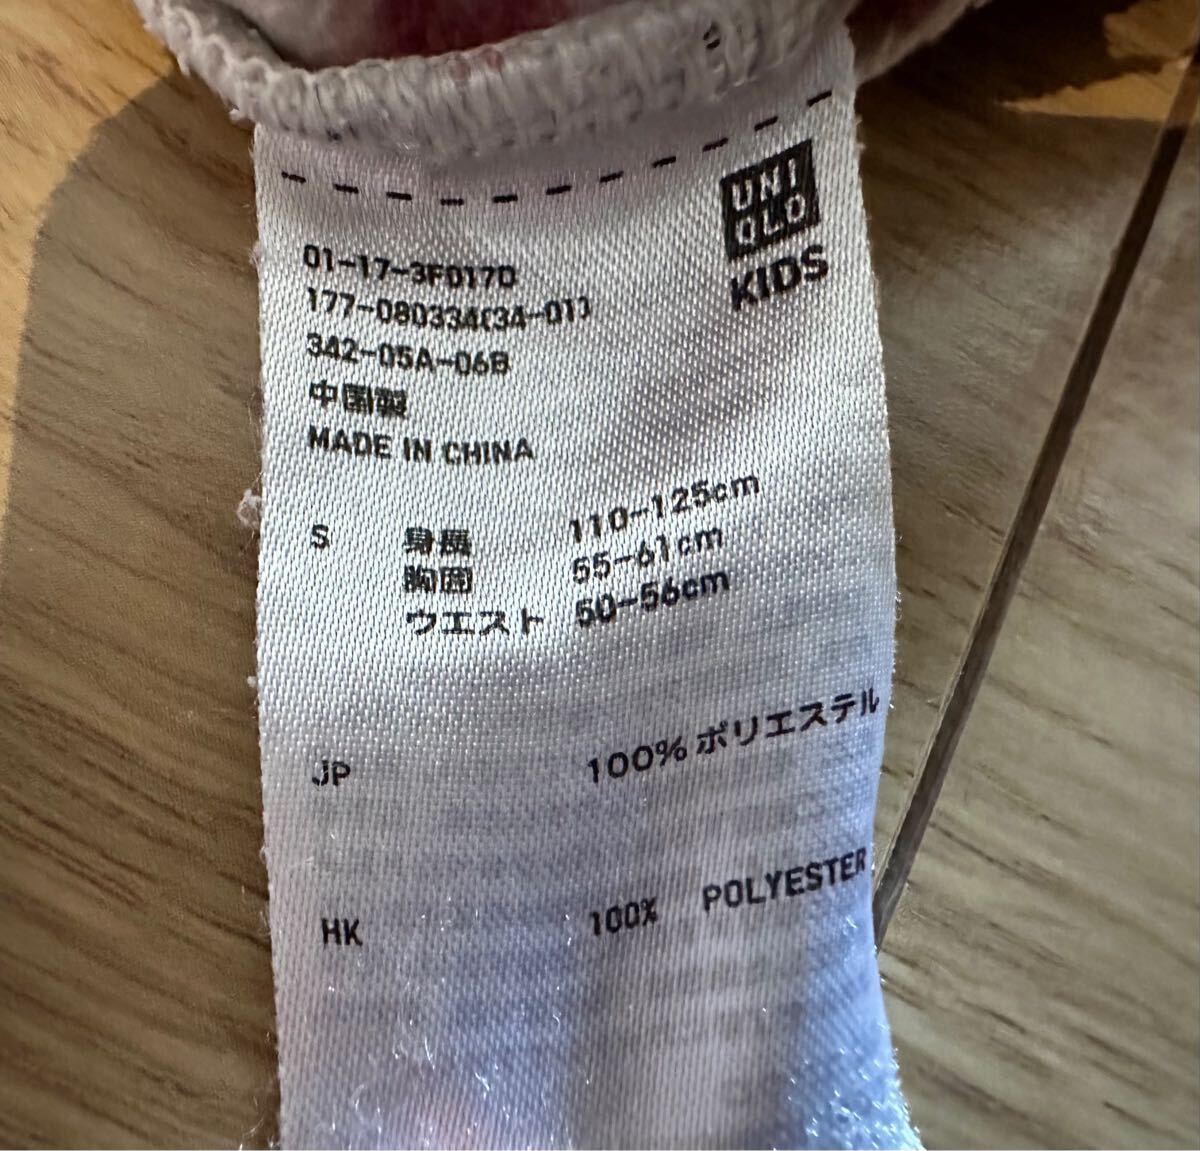 UNI
QLO
KIDS
01-17-3F017D
177-080334(34-01)
342-05A-06B
中国製
MADE IN CHINA
S 身長 110-125cm
胸囲 55-61cm
ウエスト 50-56cm
JP 100% ポリエステル
HK 100% POLYESTER